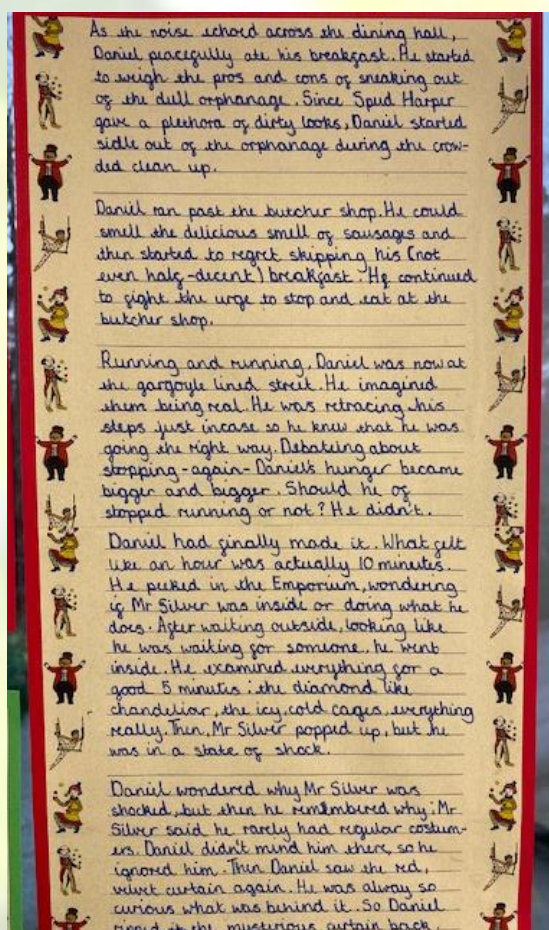 As the noise echoed across the dining hall,
Daniel peacefully ate his breakfast. He started
to weigh the pros and cons of sneaking out
of the dull orphanage. Since Spud Harper
gave a plethora of dirty looks, Daniel started
sidle out of the orphanage during the crow-
ded clean up.
Daniel ran past the butcher shop. He could
smell the delicious smell of sausages and
then started to regret skipping his (not
even half-decent) breakfast. He continued
to fight the urge to stop and eat at the
butcher shop.
Running and running, Daniel was now at
the gargoyle lined street. He imagined
them being real. He was retracing his
steps just incase so he knew that he was
going the right way. Debateing about
stopping-again-Daniel's hunger became
bigger and bigger. Should he of
stopped running or not? He didn't.
Daniel had finally made it. What felt
like an hour was actually 10 minutes.
He peeked in the Emporium, wondering
if Mr Silver was inside or doing what he
does. After waiting outside, looking like
he was waiting for someone, he went
inside. He examined everything for a
good 5 minutes: the diamond like
chandelier, the icy, cold cages, everything
really. Then, Mr Silver popped up, but he
was in a state of shock.
Daniel wondered why Mr Silver was
shocked, but then he remembered why: Mr
Silver said he rarely had regular costum-
ers. Daniel didn't mind him there, so he
ignored him. Then Daniel saw the red,
velvet curtain again. He was alway so
curious what was behind it. So Daniel
ripped it the mysterious curtain back.